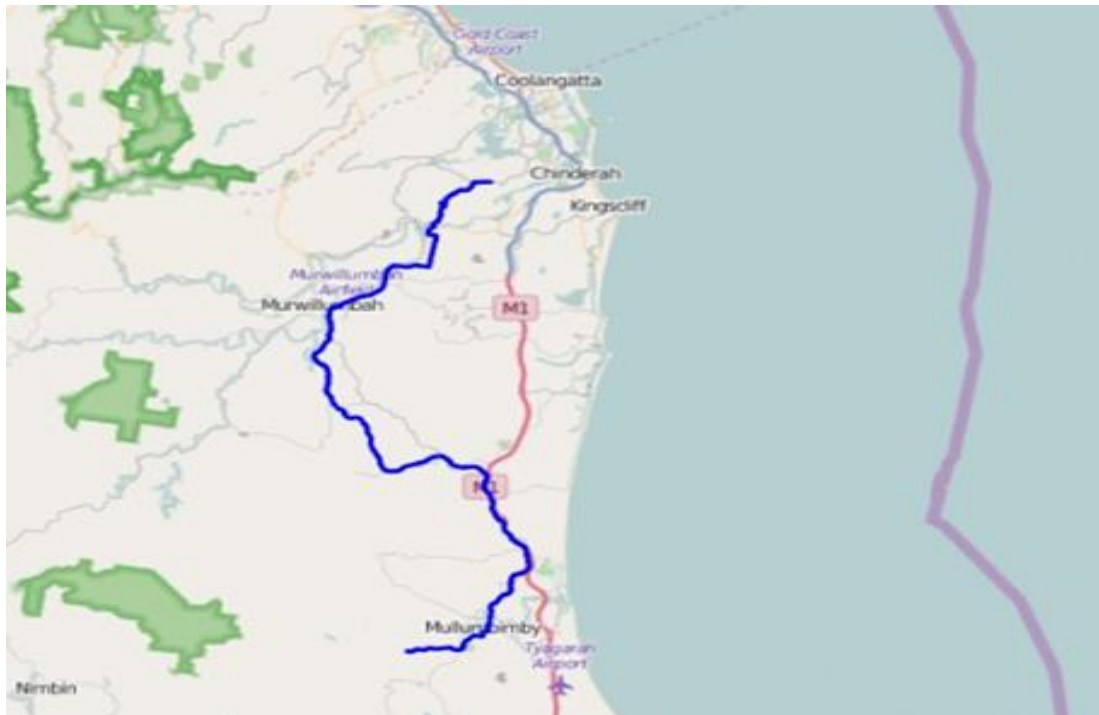 Gold Coast
Airport
Coolangatta
Chinderah
Kingscliff
Murwillumbah
Airfield
Murwillumbah
M1
M1
Mullumbimby
Tyagarah
Airport
Nimbin